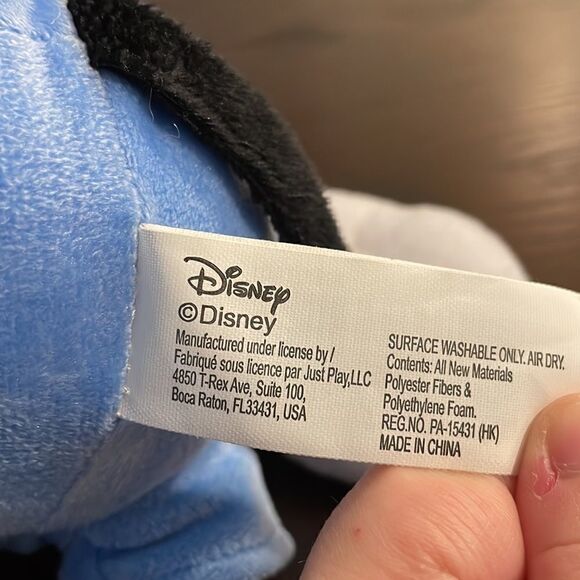 Disney
©Disney
Manufactured under license by /
Fabriqué sous licence par Just Play,LLC
4850 T-Rex Ave, Suite 100,
Boca Raton, FL33431, USA
SURFACE WASHABLE ONLY. AIR DRY.
Contents: All New Materials
Polyester Fibers &
Polyethylene Foam.
REG.NO. PA-15431 (HK)
MADE IN CHINA